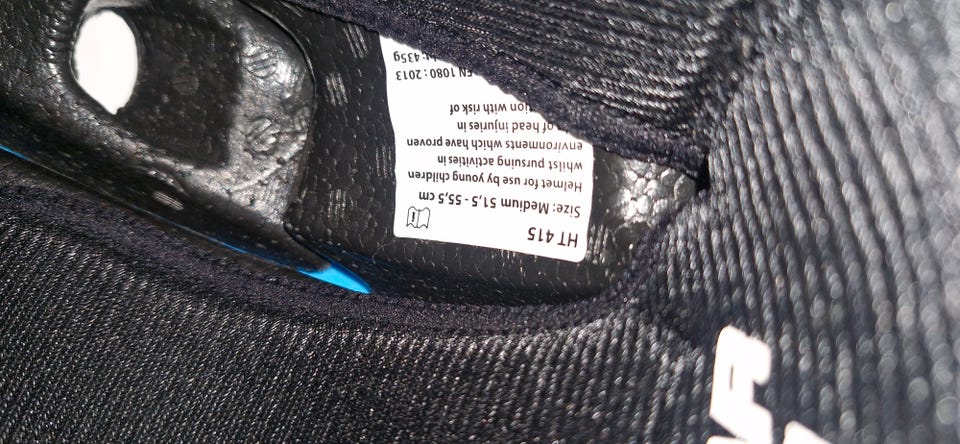 HT 415
Size: Medium 51,5 - 55,5 cm
Helmet for use by young children
whilst pursuing activities in
environments which have proven
of head injuries in
with risk of
EN 1080 : 2013
435g